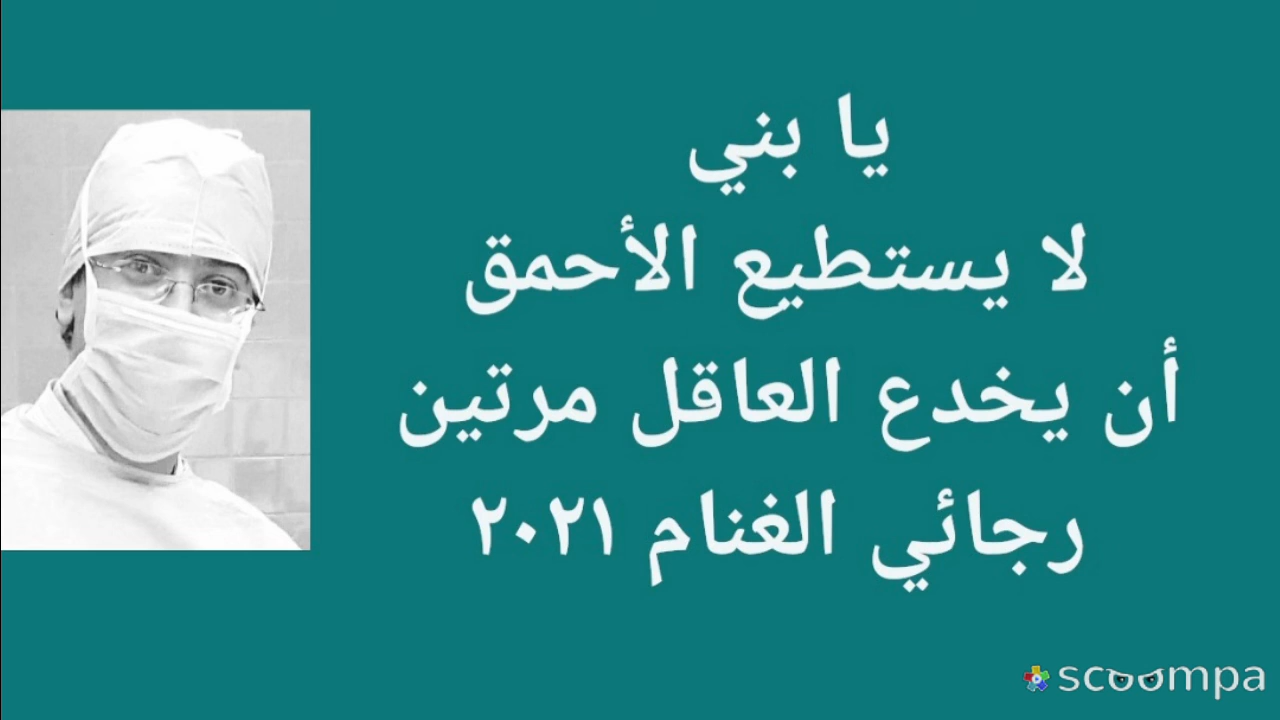 يا بني
لا يستطيع الأحمق
أن يخدع العاقل مرتين
رجائي الغنام ٢٠٢١
scoompa